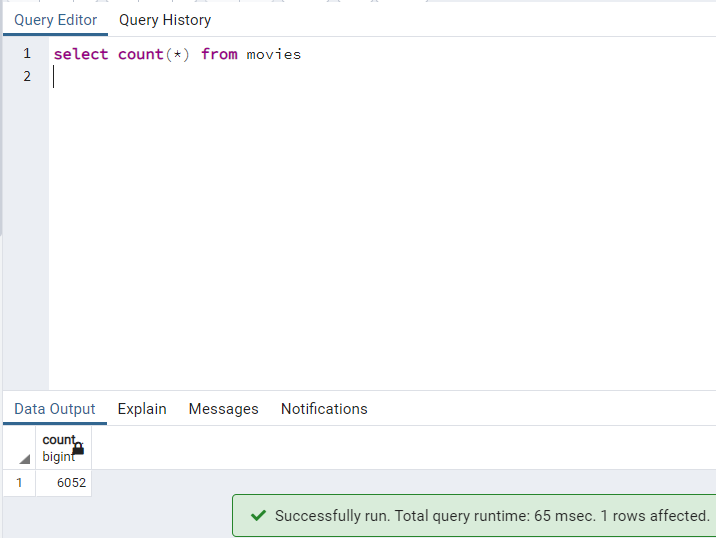 Query Editor Query History
1 select count(*) from movies
2
Data Output Explain Messages Notifications
count
bigint
1 6052
Successfully run. Total query runtime: 65 msec. 1 rows affected.